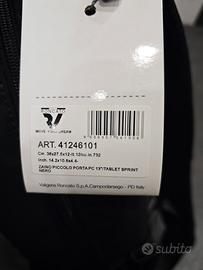 RONCATO
MOVE YOUR DREAM
ART. 41246101
ZAINO PICCOLO PORTA PC 13"/TABLET SPRINT
NERO
Valigeria Roncato S.p.A. Campodarsego - PD Italy
subito